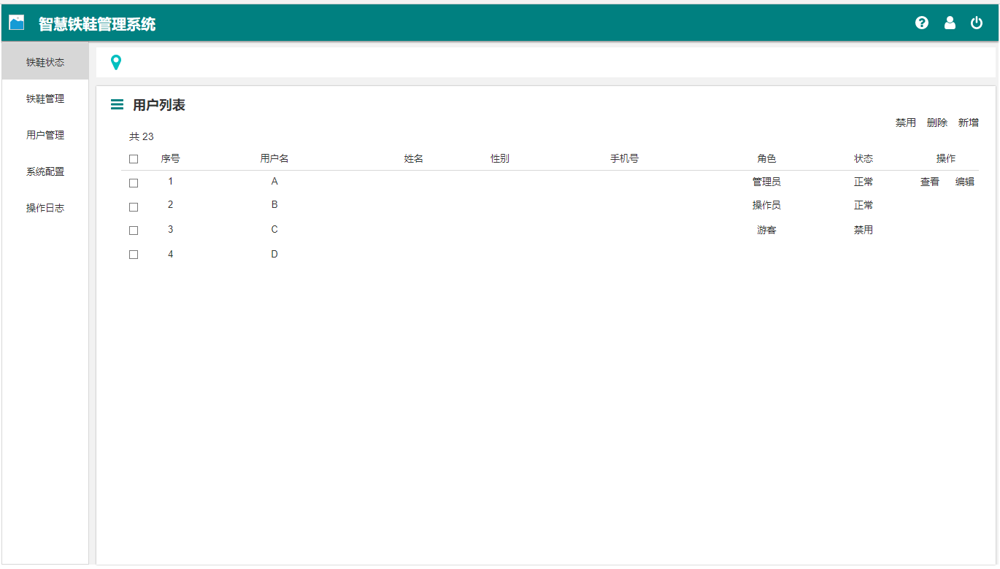 智慧铁鞋管理系统
铁鞋状态
铁鞋管理
用户管理
系统配置
操作日志
用户列表
禁用 删除 新增
共 23
序号 用户名 姓名 性别 手机号 角色 状态 操作
1 A 管理员 正常 查看 编辑
2 B 操作员 正常
3 C 游客 禁用
4 D